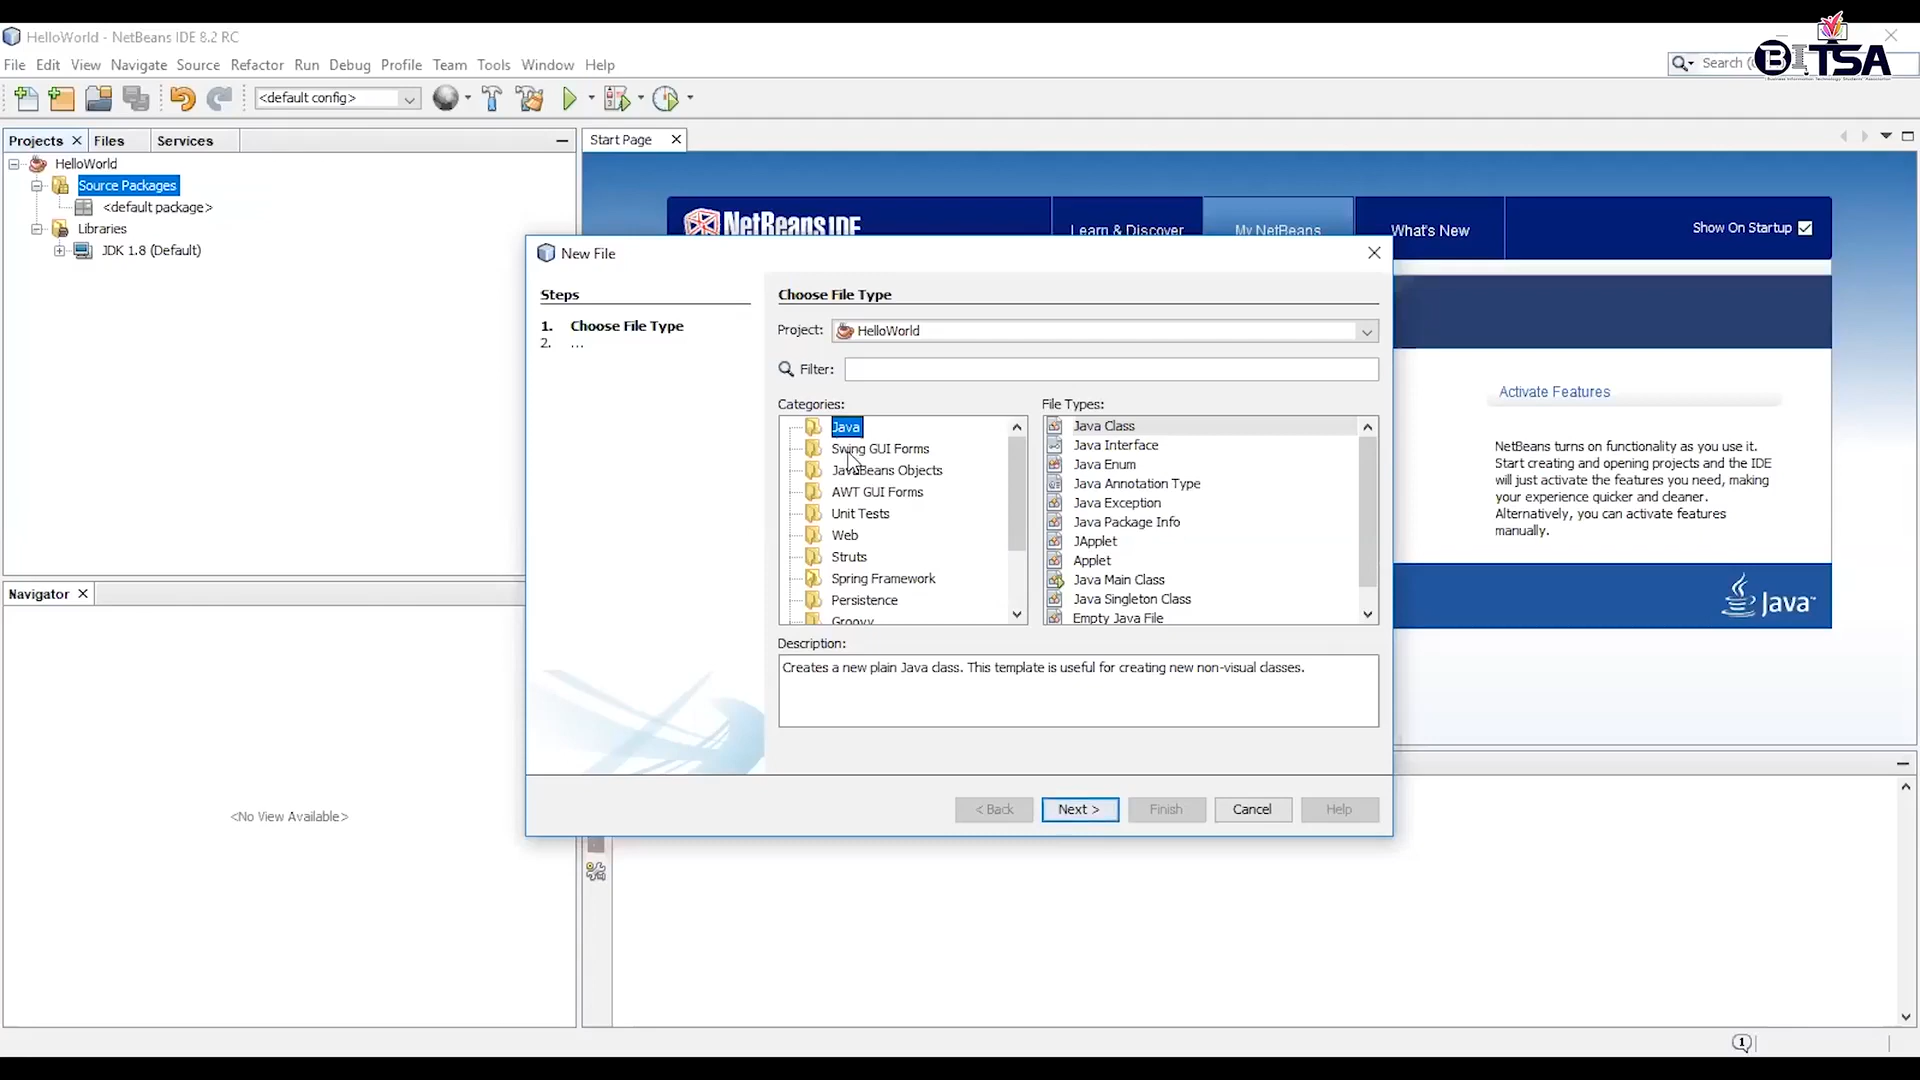 HelloWorld - NetBeans IDE 8.2 RC
File Edit View Navigate Source Refactor Run Debug Profile Team Tools Window Help
Search (
BITSA
<default config>
Projects Files Services
Start Page
HelloWorld
Source Packages
<default package>
Libraries
JDK 1.8 (Default)
NetBeans IDE
Learn & Discover
My NetBeans
What's New
Show On Startup
New File
Steps
1. Choose File Type
2. ...
Choose File Type
Project: HelloWorld
Filter:
Categories:
Java
Swing GUI Forms
JavaBeans Objects
AWT GUI Forms
Unit Tests
Web
Struts
Spring Framework
Persistence
Groovy
File Types:
Java Class
Java Interface
Java Enum
Java Annotation Type
Java Exception
Java Package Info
JApplet
Applet
Java Main Class
Java Singleton Class
Empty Java File
Description:
Creates a new plain Java class. This template is useful for creating new non-visual classes.
< Back Next > Finish Cancel Help
Activate Features
NetBeans turns on functionality as you use it.
Start creating and opening projects and the IDE
will just activate the features you need, making
your experience quicker and cleaner.
Alternatively, you can activate features
manually.
Java
Navigator
<No View Available>
1